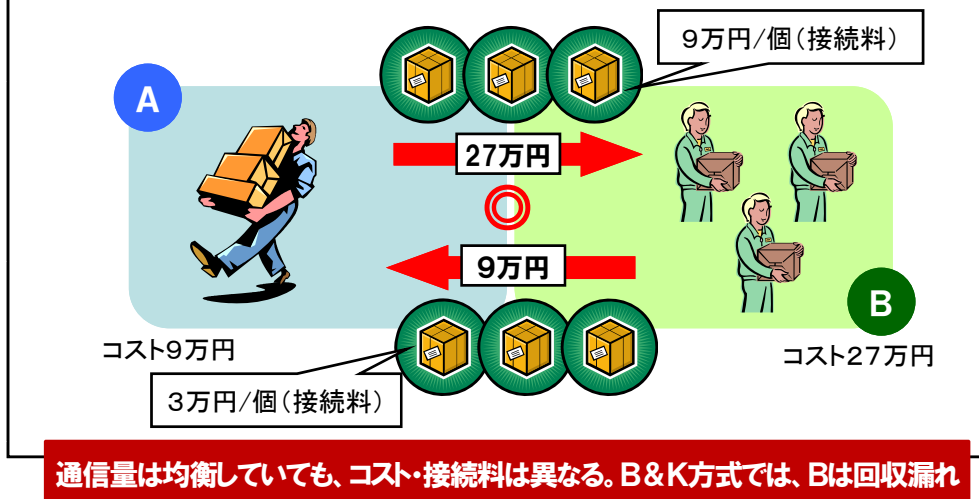 9万円/個(接続料)
A
27万円
9万円
B
コスト9万円
コスト27万円
3万円/個(接続料)
通信量は均衡していても、コスト・接続料は異なる。B&K方式では、Bは回収漏れ